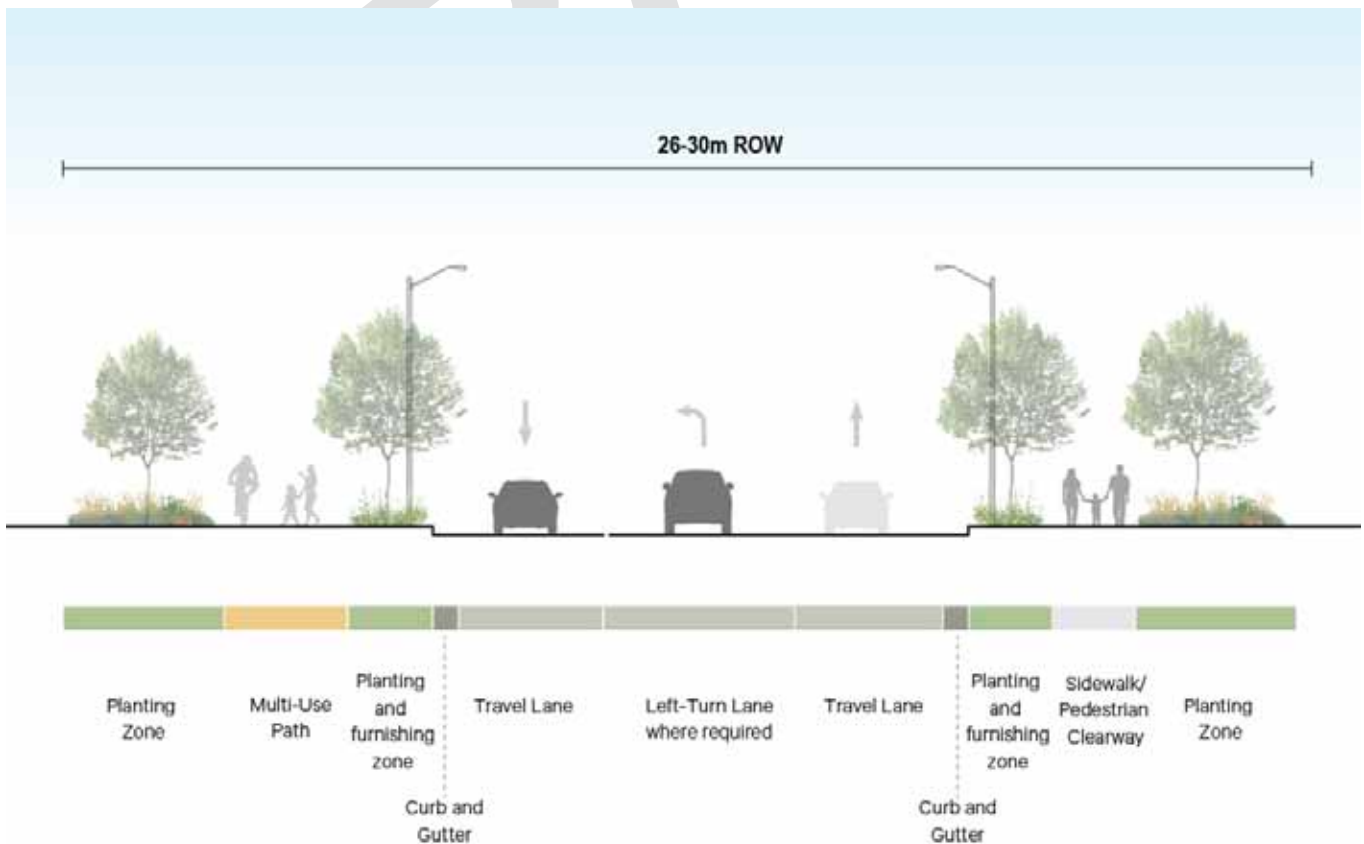 26-30m ROW
Planting
Zone
Multi-Use
Path
Planting
and
furnishing
zone
Curb and
Gutter
Travel Lane
Left-Turn Lane
where required
Travel Lane
Curb and
Gutter
Planting
and
furnishing
zone
Sidewalk/
Pedestrian
Clearway
Planting
Zone